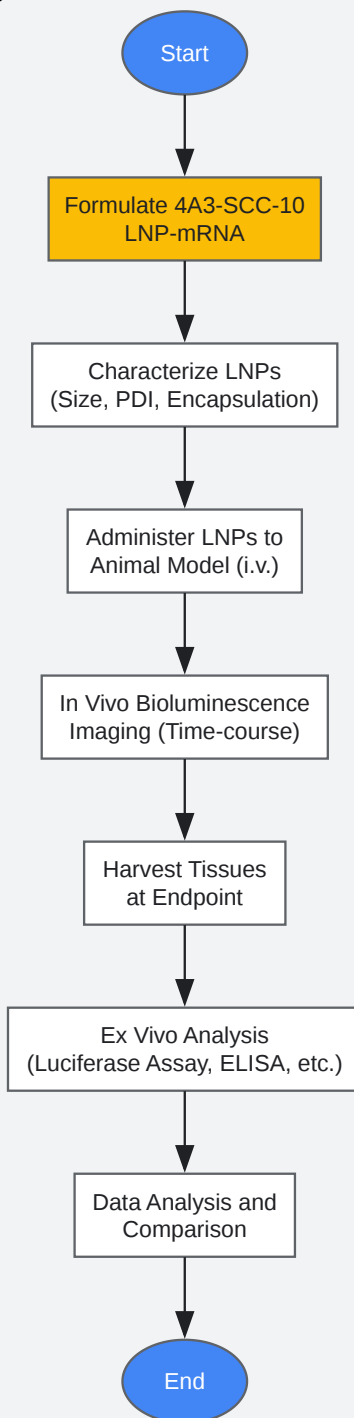 Start
Formulate 4A3-SCC-10
LNP-mRNA
Characterize LNPs
(Size, PDI, Encapsulation)
Administer LNPs to
Animal Model (i.v.)
In Vivo Bioluminescence
Imaging (Time-course)
Harvest Tissues
at Endpoint
Ex Vivo Analysis
(Luciferase Assay, ELISA, etc.)
Data Analysis and
Comparison
End